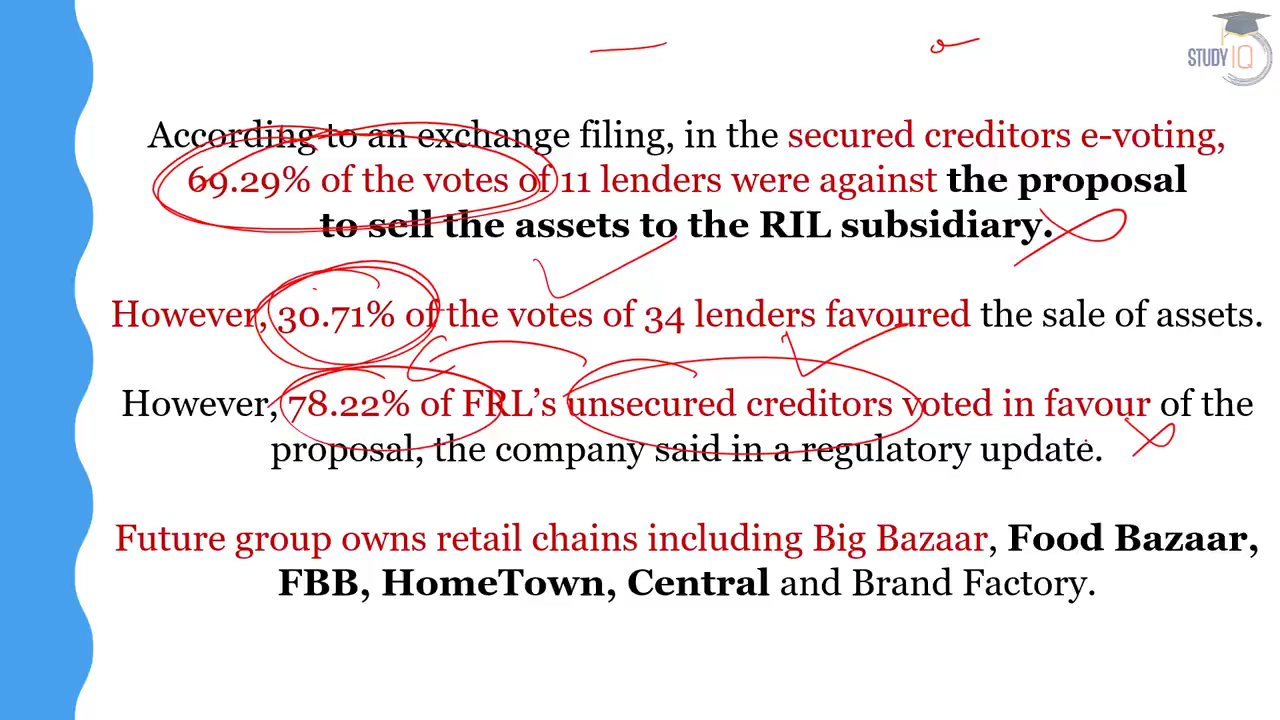 STUDY IQ
According to an exchange filing, in the secured creditors e-voting,
69.29% of the votes of 11 lenders were against the proposal
to sell the assets to the RIL subsidiary.
However, 30.71% of the votes of 34 lenders favoured the sale of assets.
However, 78.22% of FRL’s unsecured creditors voted in favour of the
proposal, the company said in a regulatory update.
Future group owns retail chains including Big Bazaar, Food Bazaar,
FBB, HomeTown, Central and Brand Factory.